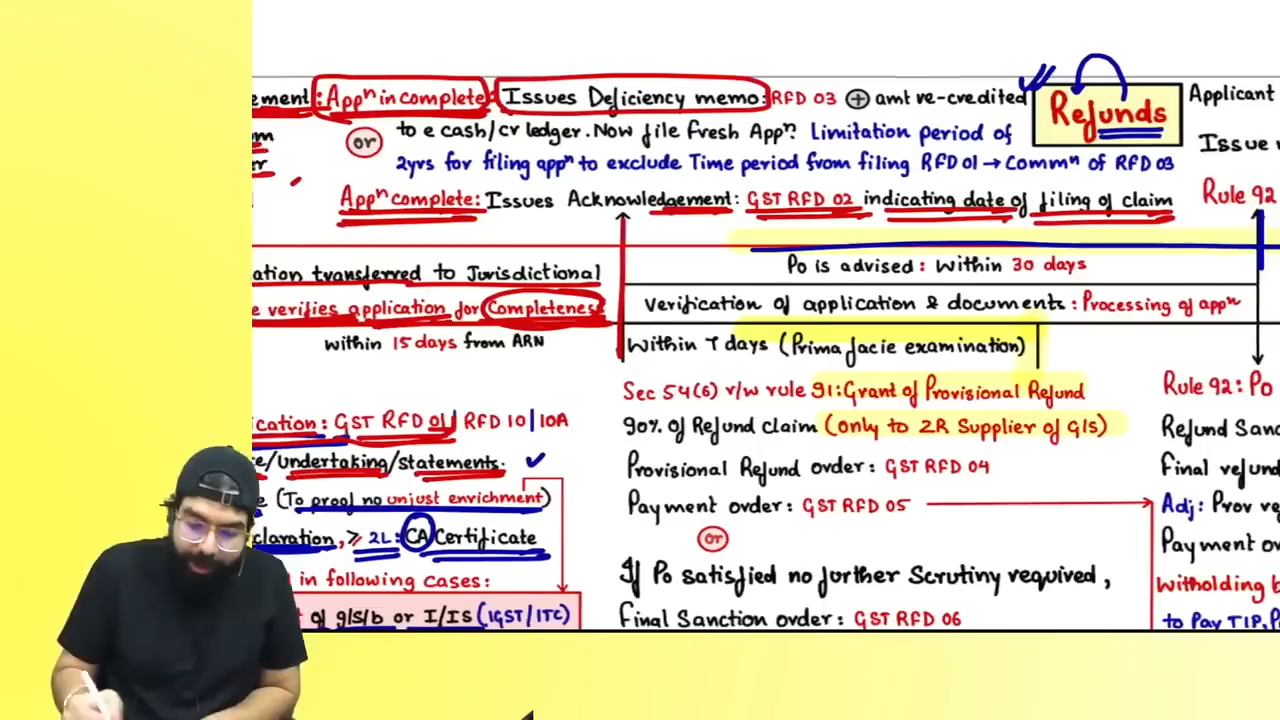 ement: Appⁿ incomplete: Issues Deficiency memo: RFD 03 + amt re-credited
Refunds
Applicant
or
to e cash/cr ledger. Now file Fresh Appⁿ. Limitation period of
Issue
2yrs for filing appⁿ to exclude Time period from filing RFD 01 → Commⁿ of RFD 03
Appⁿ complete: Issues Acknowledgement: GST RFD 02 indicating date of filing of claim
Rule 92
ation transferred to Jurisdictional
Po is advised: Within 30 days
e verifies application for Completeness
Verification of application & documents: Processing of appⁿ
within 15 days from ARN
Within 7 days (Prima facie examination)
Sec 54(6) r/w rule 91: Grant of Provisional Refund
Rule 92: Po
ication: GST RFD 01/ RFD 10/10A
90% of Refund claim (only to ZR Supplier of G/S)
Refund Sanc
e/undertaking/statements.
Provisional Refund order: GST RFD 04
Final refund
e (To proof no unjust enrichment)
Payment order: GST RFD 05
Adj: Prov re
claration, ≥ 2L: CA Certificate
or
Payment or
d in following cases:
If Po satisfied no further Scrutiny required,
Witholding b
t of g/s/b or I/IS (IGST/ITC)
Final Sanction order: GST RFD 06
to Pay TIP, P